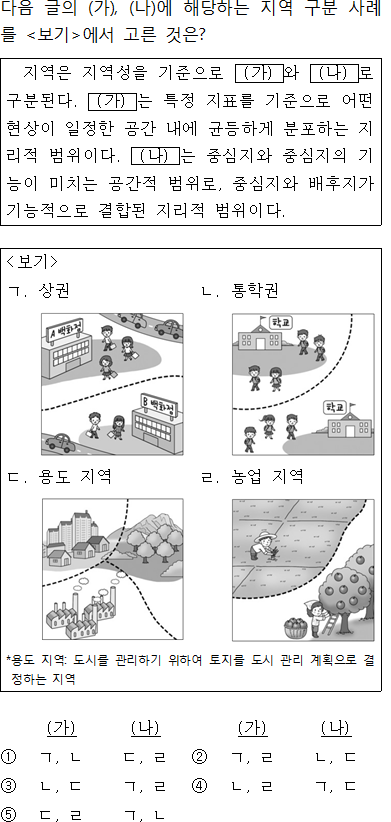 다음 글의 (가), (나)에 해당하는 지역 구분 사례
를 <보기>에서 고른 것은?
지역은 지역성을 기준으로 (가)와 (나)로
구분된다. (가)는 특정 지표를 기준으로 어떤
현상이 일정한 공간 내에 균등하게 분포하는 지
리적 범위이다. (나)는 중심지와 중심지의 기
능이 미치는 공간적 범위로, 중심지와 배후지가
기능적으로 결합된 지리적 범위이다.
<보기>
ㄱ. 상권 ㄴ. 통학권
A 백화점
학교
B 백화점
학교
ㄷ. 용도 지역 ㄹ. 농업 지역
*용도 지역: 도시를 관리하기 위하여 토지를 도시 관리 계획으로 결
정하는 지역
(가) (나) (가) (나)
① ㄱ, ㄴ ㄷ, ㄹ ② ㄱ, ㄹ ㄴ, ㄷ
③ ㄴ, ㄷ ㄱ, ㄹ ④ ㄴ, ㄹ ㄱ, ㄷ
⑤ ㄷ, ㄹ ㄱ, ㄴ